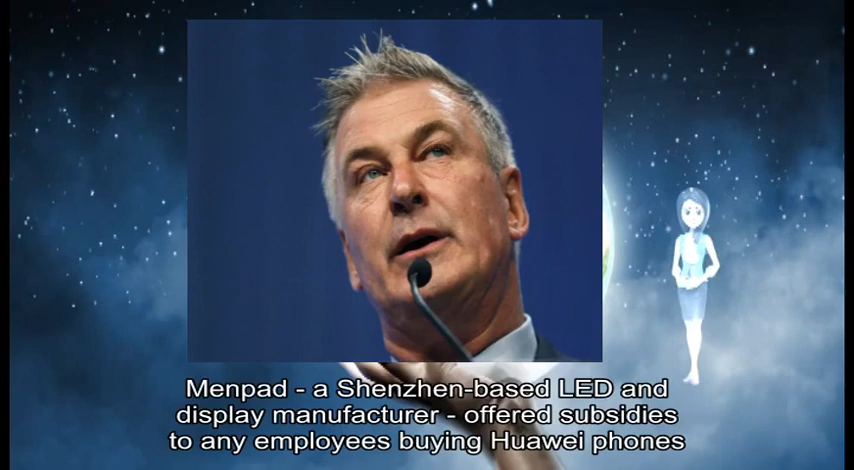 Menpad - a Shenzhen-based LED and
display manufacturer - offered subsidies
to any employees buying Huawei phones